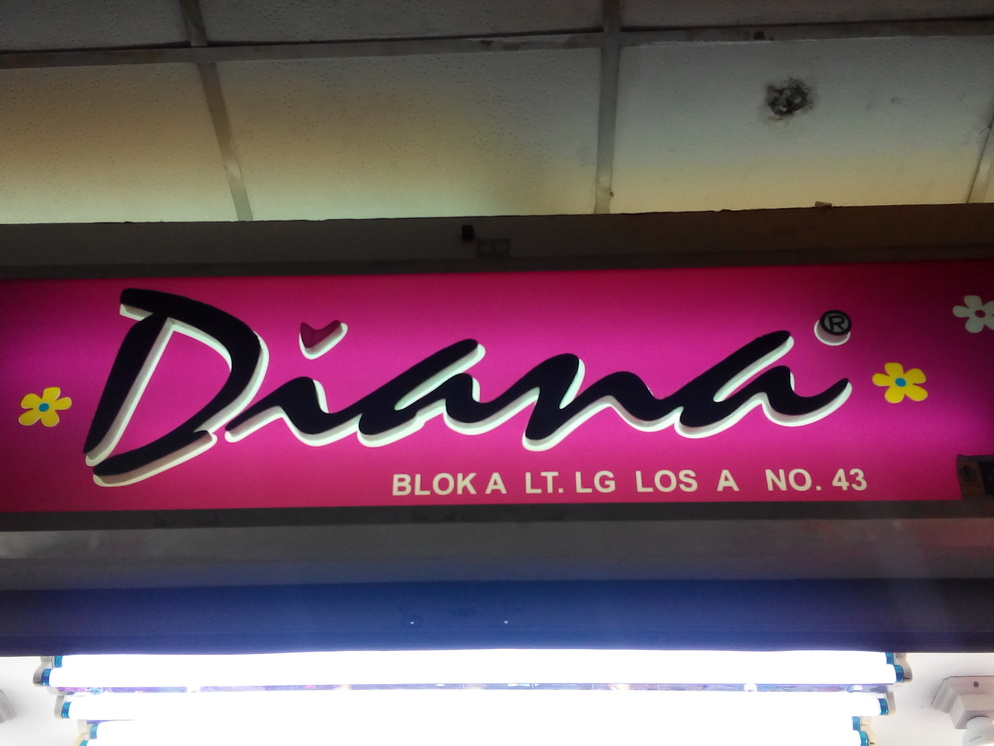 Diana ®
BLOK A LT. LG LOS A NO. 43